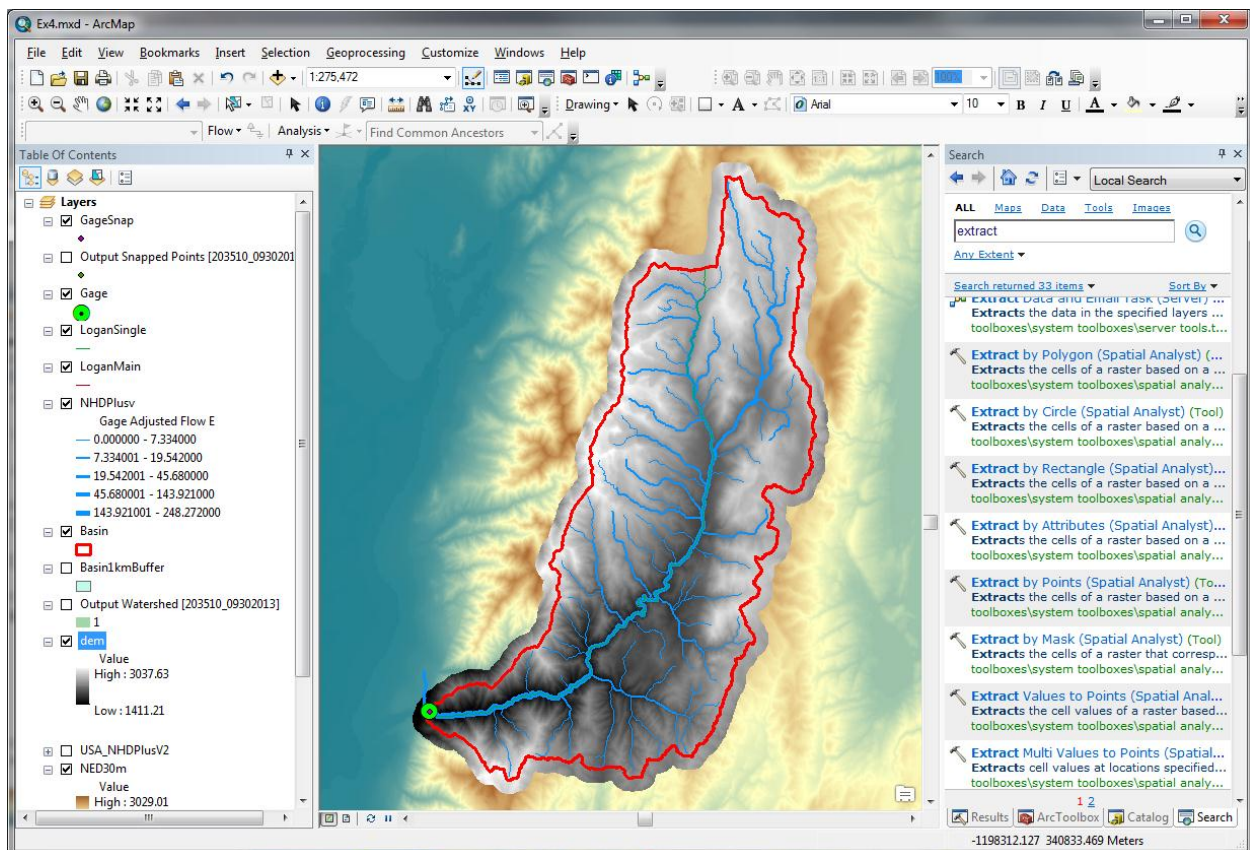 Ex4.mxd - ArcMap
File Edit View Bookmarks Insert Selection Geoprocessing Customize Windows Help
1:275,472
100%
Drawing
A
Arial
10
B I U A
Flow
Analysis
Find Common Ancestors
Table Of Contents
Layers
GageSnap
Output Snapped Points [203510_0930201
Gage
LoganSingle
LoganMain
NHDPlusv
Gage Adjusted Flow E
0.000000 - 7.334000
7.334001 - 19.542000
19.542001 - 45.680000
45.680001 - 143.921000
143.921001 - 248.272000
Basin
Basin1kmBuffer
Output Watershed [203510_09302013]
1
dem
Value
High : 3037.63
Low : 1411.21
USA_NHDPlusV2
NED30m
Value
High : 3029.01
Search
Local Search
ALL Maps Data Tools Images
extract
Any Extent
Search returned 33 items Sort By
Extract Data and Email Task (Server) ...
Extracts the data in the specified layers ...
toolboxes\system toolboxes\server tools.t...
Extract by Polygon (Spatial Analyst) (...
Extracts the cells of a raster based on a ...
toolboxes\system toolboxes\spatial analy...
Extract by Circle (Spatial Analyst) (Tool)
Extracts the cells of a raster based on a ...
toolboxes\system toolboxes\spatial analy...
Extract by Rectangle (Spatial Analyst)...
Extracts the cells of a raster based on a ...
toolboxes\system toolboxes\spatial analy...
Extract by Attributes (Spatial Analyst)...
Extracts the cells of a raster based on a ...
toolboxes\system toolboxes\spatial analy...
Extract by Points (Spatial Analyst) (To...
Extracts the cells of a raster based on a ...
toolboxes\system toolboxes\spatial analy...
Extract by Mask (Spatial Analyst) (Tool)
Extracts the cells of a raster that corresp...
toolboxes\system toolboxes\spatial analy...
Extract Values to Points (Spatial Anal...
Extracts the cell values of a raster based...
toolboxes\system toolboxes\spatial analy...
Extract Multi Values to Points (Spatial...
Extracts cell values at locations specified...
toolboxes\system toolboxes\spatial analy...
1 2
Results ArcToolbox Catalog Search
-1198312.127 340833.469 Meters